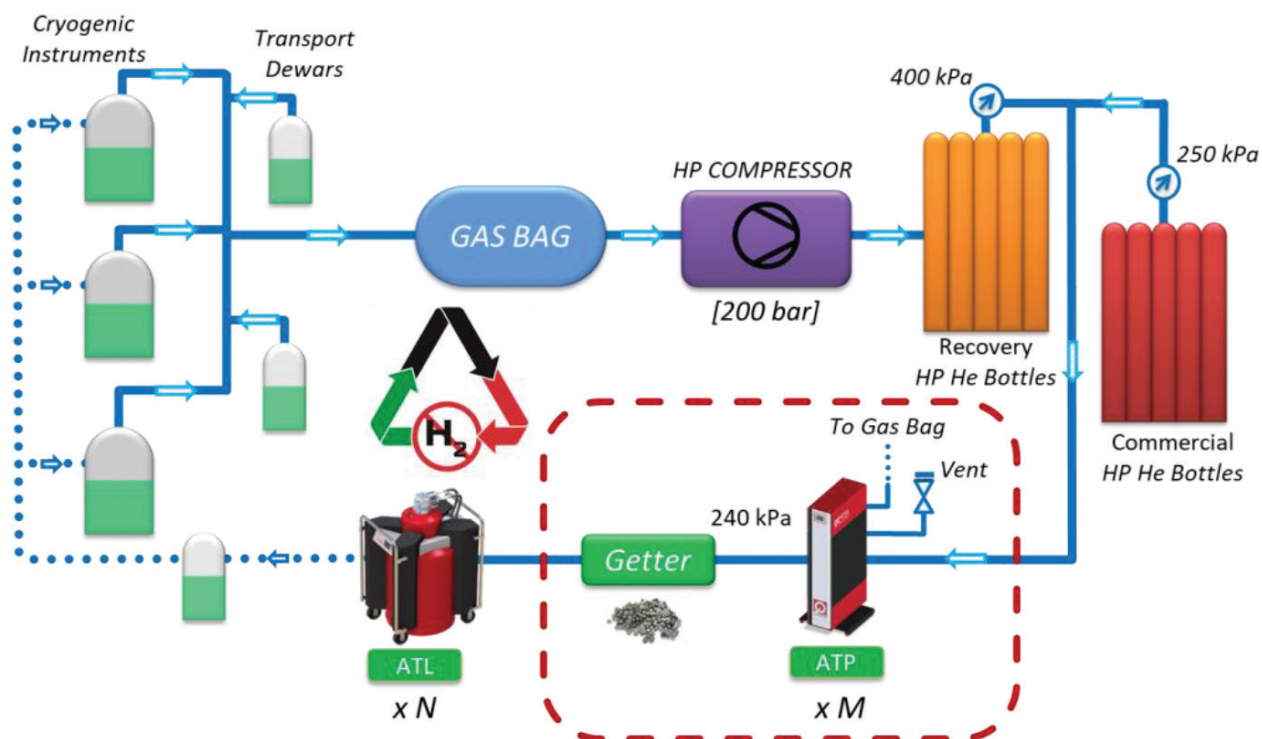 Cryogenic
Instruments
Transport
Dewars
400 kPa
250 kPa
HP COMPRESSOR
GAS BAG
[200 bar]
Recovery
HP He Bottles
Commercial
HP He Bottles
H2
To Gas Bag
Vent
240 kPa
Getter
ATL
ATP
x N
x M